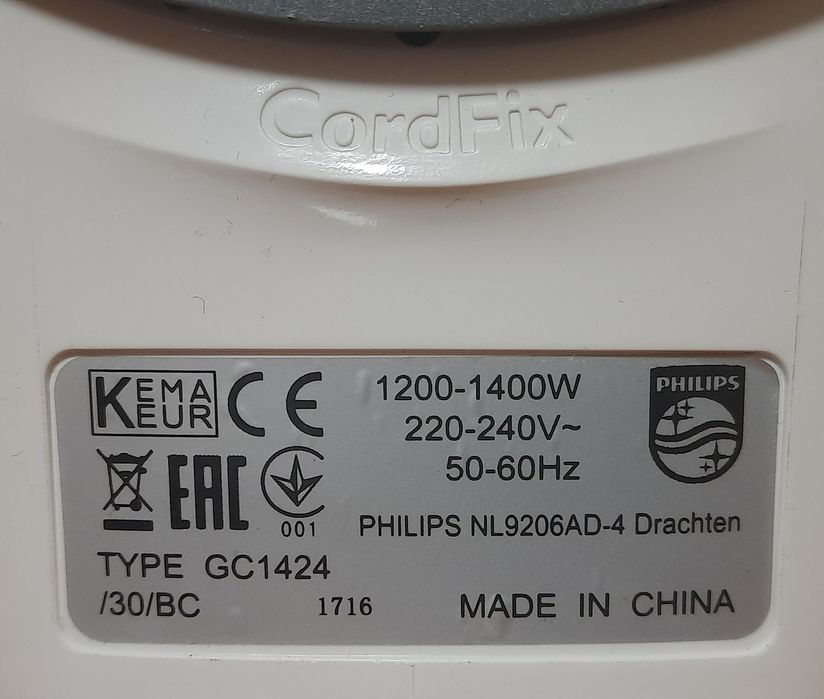 CordFix
KEMA
KEUR
CE
1200-1400W
220-240V~
50-60Hz
PHILIPS
EAC
001
PHILIPS NL9206AD-4 Drachten
TYPE GC1424
/30/BC
1716
MADE IN CHINA